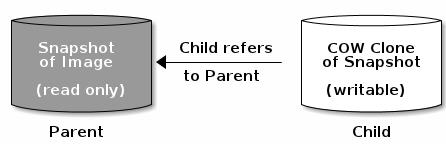 Snapshot
of Image
(read only)
Child refers
to Parent
COW Clone
of Snapshot
(writable)
Parent
Child